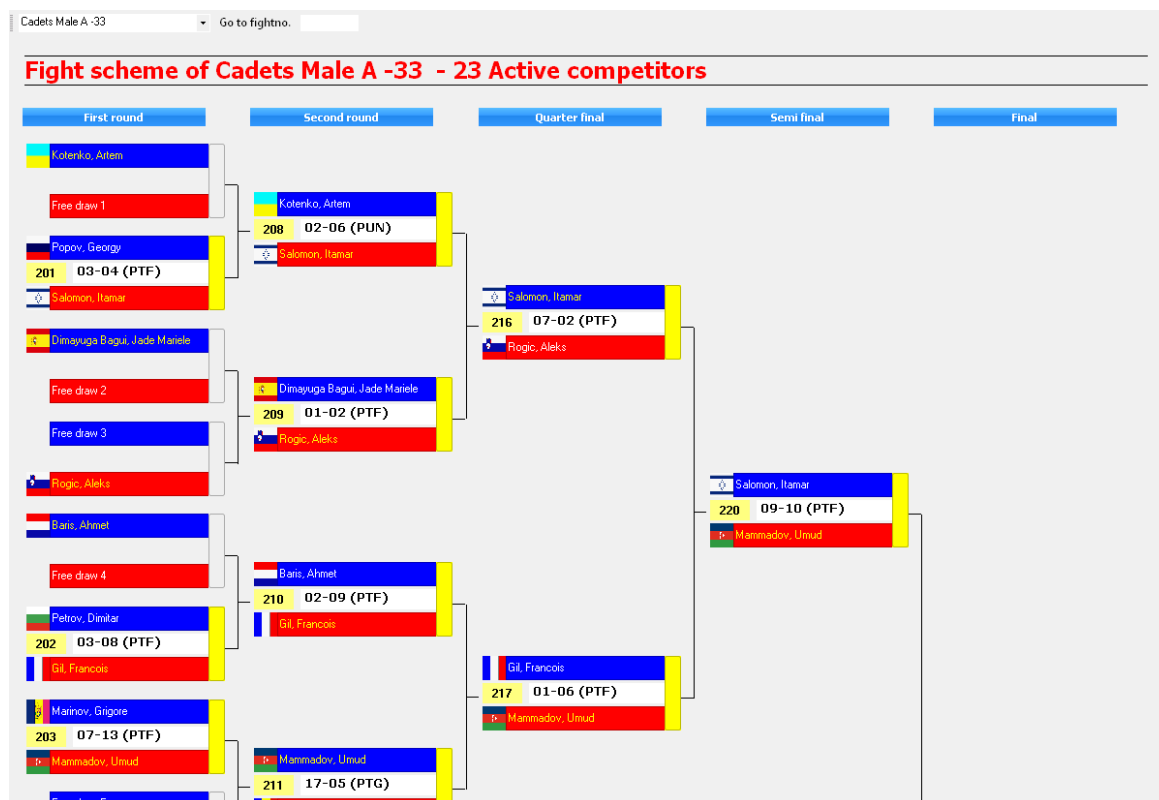 Cadets Male A -33 Go to fightno.
Fight scheme of Cadets Male A -33 - 23 Active competitors
First round Second round Quarter final Semi final Final
Kotenko, Artem
Free draw 1
Popov, Georgy
201 03-04 (PTF)
Salomon, Itamar
Dimayuga Bagui, Jade Mariele
Free draw 2
Free draw 3
Rogic, Aleks
Baris, Ahmet
Free draw 4
Petrov, Dimitar
202 03-08 (PTF)
Gil, Francois
Marinov, Grigore
203 07-13 (PTF)
Mammadov, Umud
Kotenko, Artem
208 02-06 (PUN)
Salomon, Itamar
Dimayuga Bagui, Jade Mariele
209 01-02 (PTF)
Rogic, Aleks
Baris, Ahmet
210 02-09 (PTF)
Gil, Francois
Mammadov, Umud
211 17-05 (PTG)
Salomon, Itamar
216 07-02 (PTF)
Rogic, Aleks
Gil, Francois
217 01-06 (PTF)
Mammadov, Umud
Salomon, Itamar
220 09-10 (PTF)
Mammadov, Umud